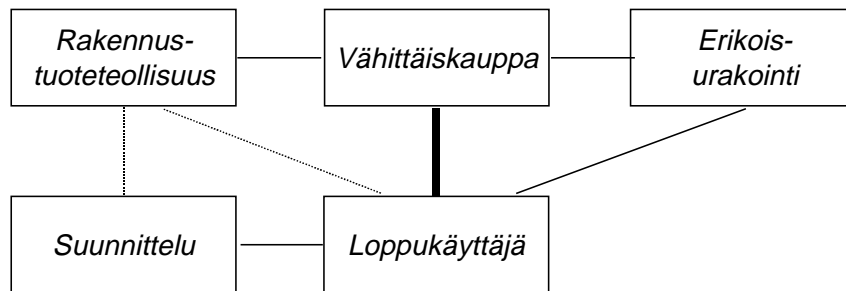 Rakennus-
tuoteteollisuus
Vähittäiskauppa
Erikois-
urakointi
Suunnittelu
Loppukäyttäjä